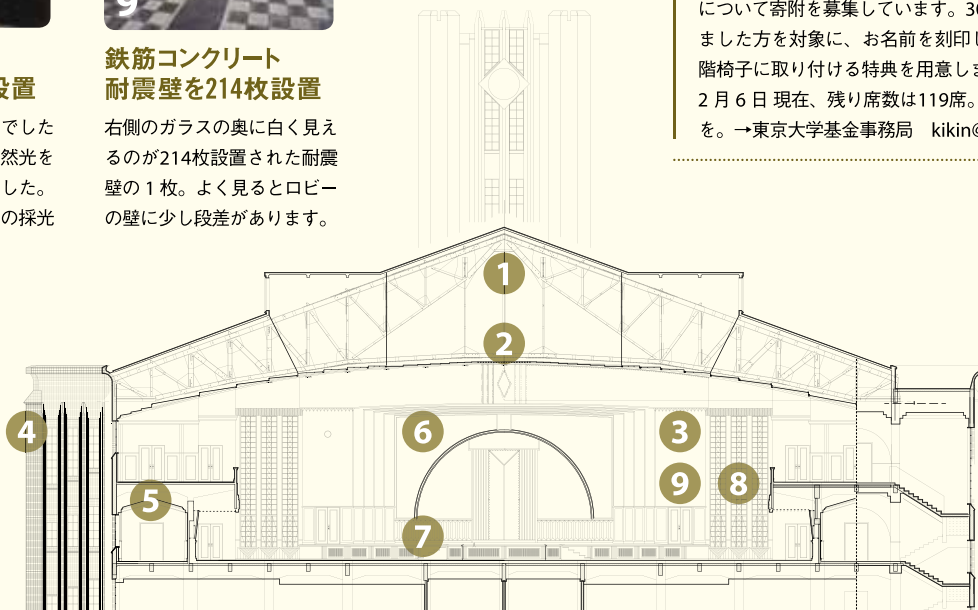 9
鉄筋コンクリート
耐震壁を214枚設置
右側のガラスの奥に白く見え
るのが214枚設置された耐震
壁の１枚。よく見るとロビー
の壁に少し段差があります。
設置
でした
然光を
した。
の採光
について寄附を募集しています。
ました方を対象に、お名前を刻印
階椅子に取り付ける特典を用意し
2月6日 現在、残り席数は119席。
を。→東京大学基金事務局　kikin@
1
2
4
6
3
5
9
8
7